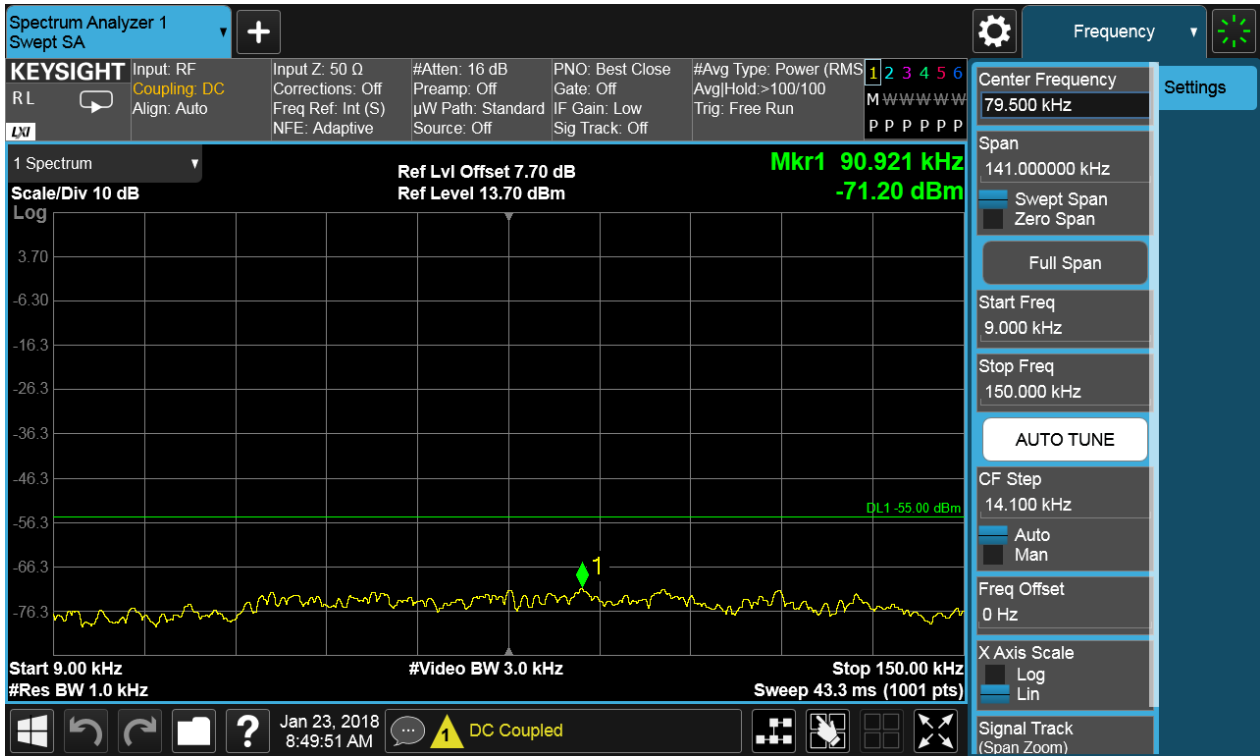 Spectrum Analyzer 1
Swept SA
+
Frequency
KEYSIGHT
RL
LXI
Input: RF
Coupling: DC
Align: Auto
Input Z: 50 Ω
Corrections: Off
Freq Ref: Int (S)
NFE: Adaptive
#Atten: 16 dB
Preamp: Off
µW Path: Standard
Source: Off
PNO: Best Close
Gate: Off
IF Gain: Low
Sig Track: Off
#Avg Type: Power (RMS
Avg|Hold:>100/100
Trig: Free Run
1 2 3 4 5 6
M W W W W W
P P P P P P
1 Spectrum
Scale/Div 10 dB
Log
Ref Lvl Offset 7.70 dB
Ref Level 13.70 dBm
Mkr1 90.921 kHz
-71.20 dBm
3.70
-6.30
-16.3
-26.3
-36.3
-46.3
-56.3
-66.3
-76.3
DL1 -55.00 dBm
1
Start 9.00 kHz
#Res BW 1.0 kHz
#Video BW 3.0 kHz
Stop 150.00 kHz
Sweep 43.3 ms (1001 pts)
Center Frequency
79.500 kHz
Settings
Span
141.000000 kHz
Swept Span
Zero Span
Full Span
Start Freq
9.000 kHz
Stop Freq
150.000 kHz
AUTO TUNE
CF Step
14.100 kHz
Auto
Man
Freq Offset
0 Hz
X Axis Scale
Log
Lin
Signal Track
(Span Zoom)
?
Jan 23, 2018
8:49:51 AM
1
DC Coupled